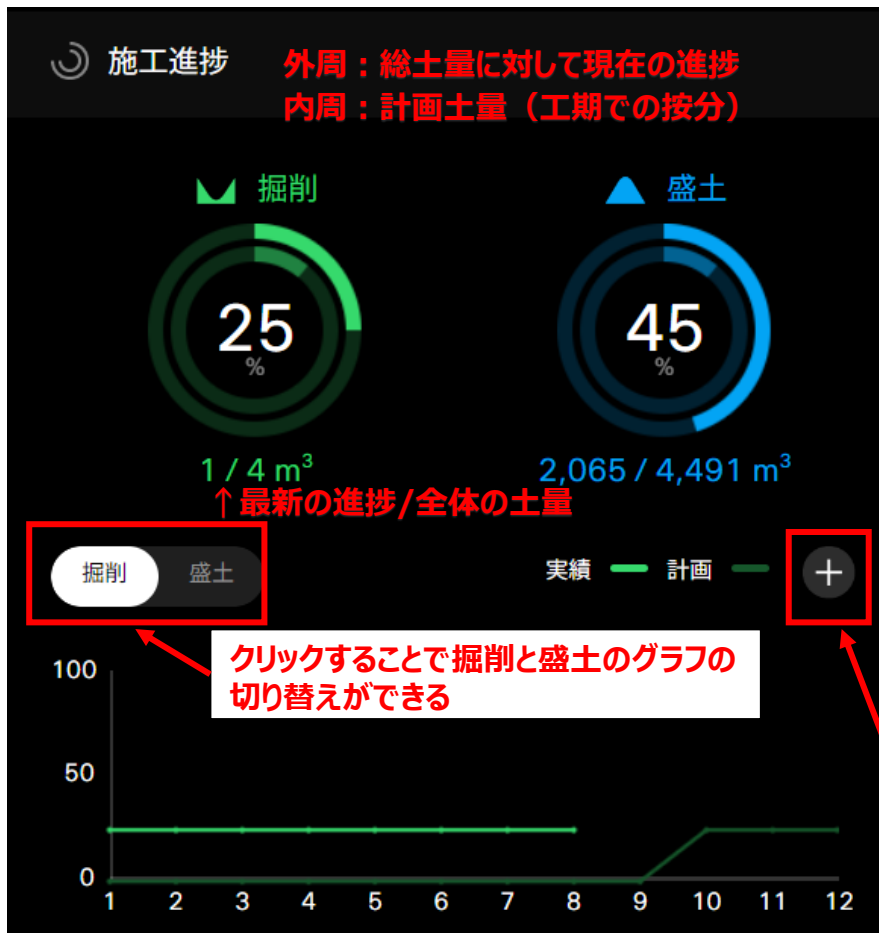 施工進捗
外周：総土量に対して現在の進捗
内周：計画土量（工期での按分）
掘削
盛土
25
%
45
%
1 / 4 m³
2,065 / 4,491 m³
↑最新の進捗/全体の土量
掘削 盛土
実績 計画 +
クリックすることで掘削と盛土のグラフの
切り替えができる
100
50
0
1 2 3 4 5 6 7 8 9 10 11 12